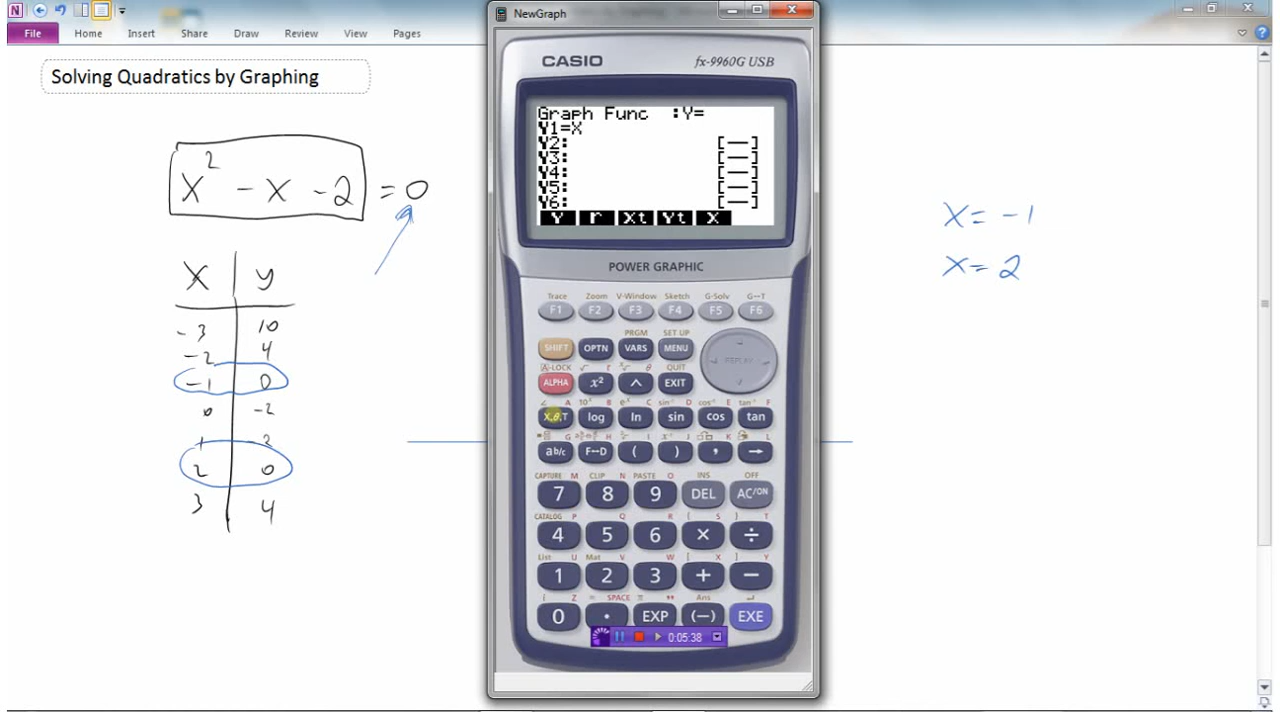 NewGraph
File Home Insert Share Draw Review View Pages
Solving Quadratics by Graphing
x² - x - 2 = 0
x y
-3 10
-2 4
-1 0
0 -2
1 -2
2 0
3 4
CASIO fx-9960G USB
Graph Func :Y=
Y1=X
Y2: [—]
Y3: [—]
Y4: [—]
Y5: [—]
Y6: [—]
Y r Xt Yt X
POWER GRAPHIC
Trace Zoom V-Window Sketch G-Solv G↔T
F1 F2 F3 F4 F5 F6
PRGM SET UP
SHIFT OPTN VARS MENU REPLAY
A-LOCK QUIT
ALPHA x² ^ EXIT
A B C D E F
X,θ,T log ln sin cos tan
G H I J K L
ab/c F↔D ( ) , →
CAPTURE M CLIP N PASTE O INS OFF
7 8 9 DEL AC/ON
CATALOG P Q R { S } T
4 5 6 × ÷
List U Mat V W [ X ] Y
1 2 3 + −
Z SPACE π " Ans
0 . EXP (−) EXE
0:05:38
x = -1
x = 2